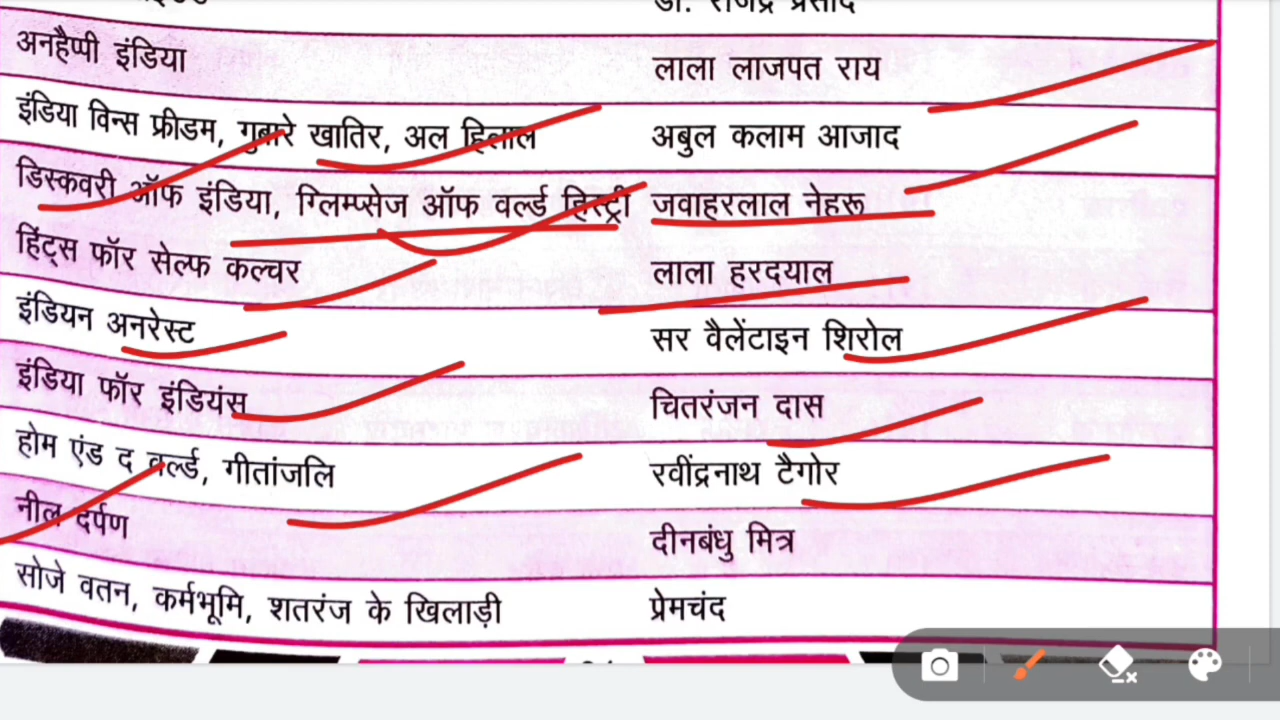 डॉ. राजेंद्र प्रसाद
अनहैप्पी इंडिया लाला लाजपत राय
इंडिया विन्स फ्रीडम, गुबारे खातिर, अल हिलाल अबुल कलाम आजाद
डिस्कवरी ऑफ इंडिया, ग्लिम्प्सेज ऑफ वर्ल्ड हिस्ट्री जवाहरलाल नेहरू
हिंट्स फॉर सेल्फ कल्चर लाला हरदयाल
इंडियन अनरेस्ट सर वैलेंटाइन शिरोल
इंडिया फॉर इंडियंस चितरंजन दास
होम एंड द वर्ल्ड, गीतांजलि रवींद्रनाथ टैगोर
नील दर्पण दीनबंधु मित्र
सोजे वतन, कर्मभूमि, शतरंज के खिलाड़ी प्रेमचंद